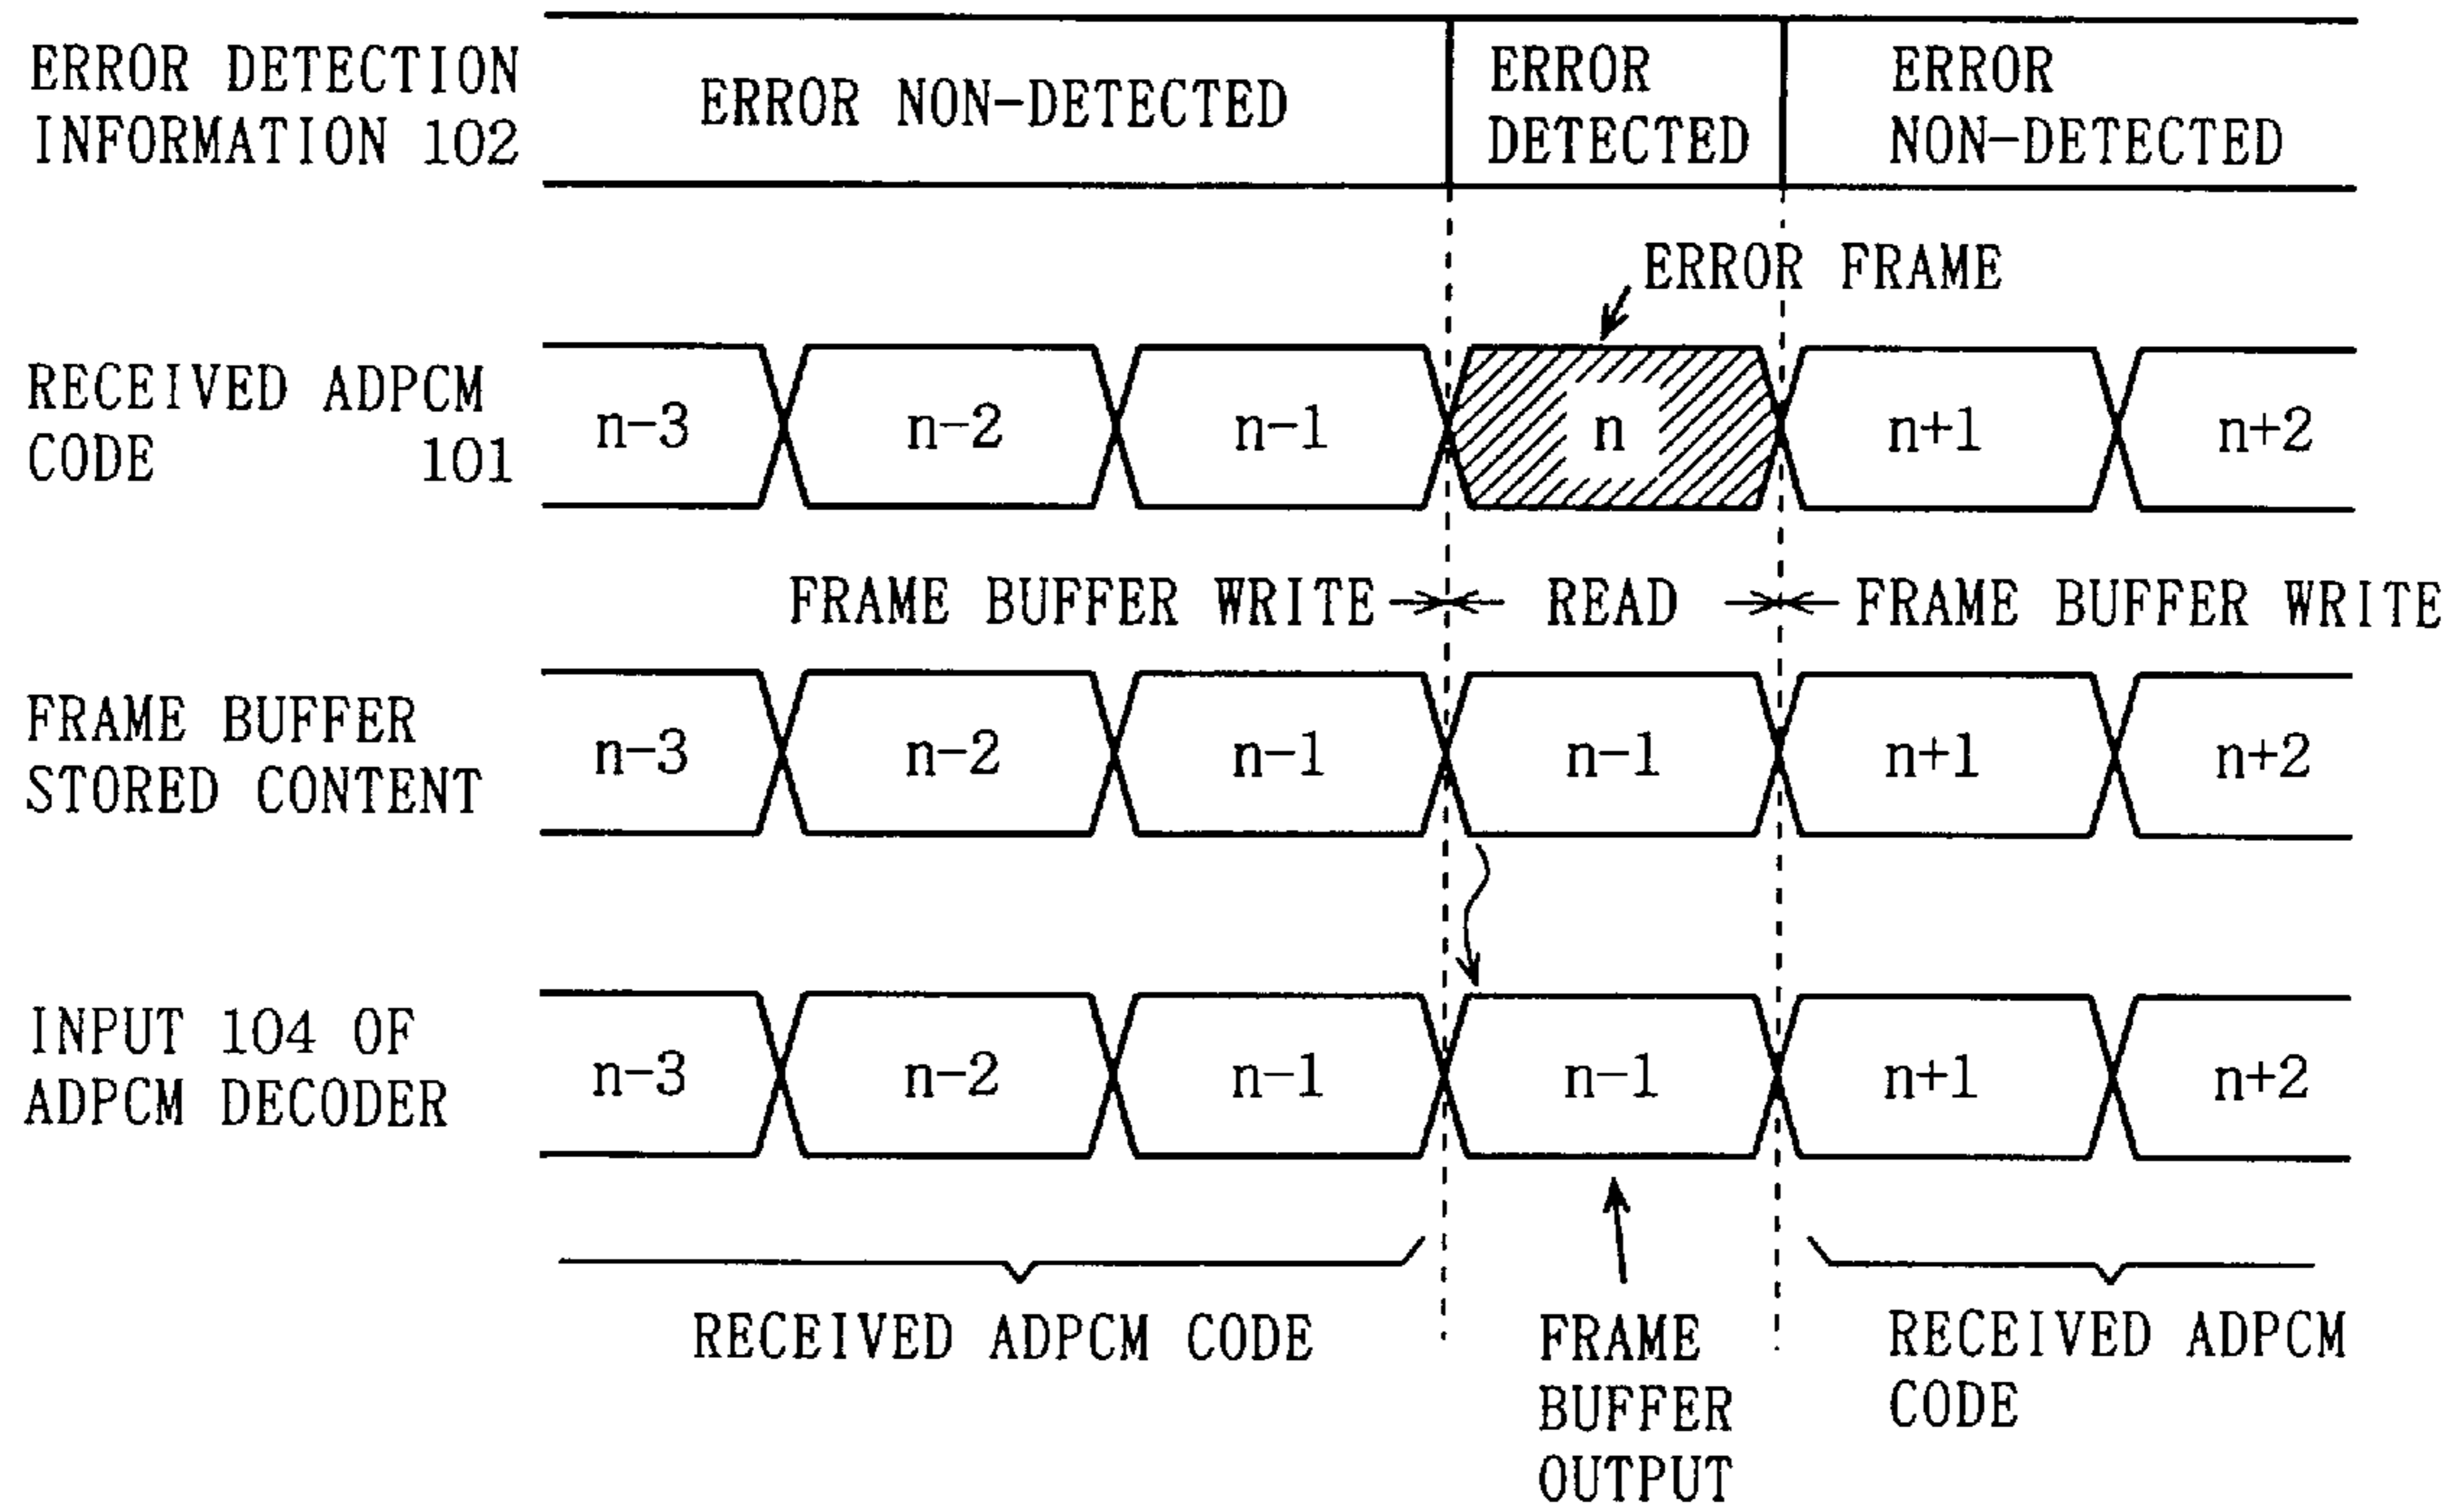 ERROR DETECTION
INFORMATION 102
ERROR NON-DETECTED
ERROR
DETECTED
ERROR
NON-DETECTED
ERROR FRAME
RECEIVED ADPCM
CODE 101
n-3 n-2 n-1 n n+1 n+2
FRAME BUFFER WRITE READ FRAME BUFFER WRITE
FRAME BUFFER
STORED CONTENT
n-3 n-2 n-1 n-1 n+1 n+2
INPUT 104 OF
ADPCM DECODER
n-3 n-2 n-1 n-1 n+1 n+2
RECEIVED ADPCM CODE
FRAME
BUFFER
OUTPUT
RECEIVED ADPCM
CODE